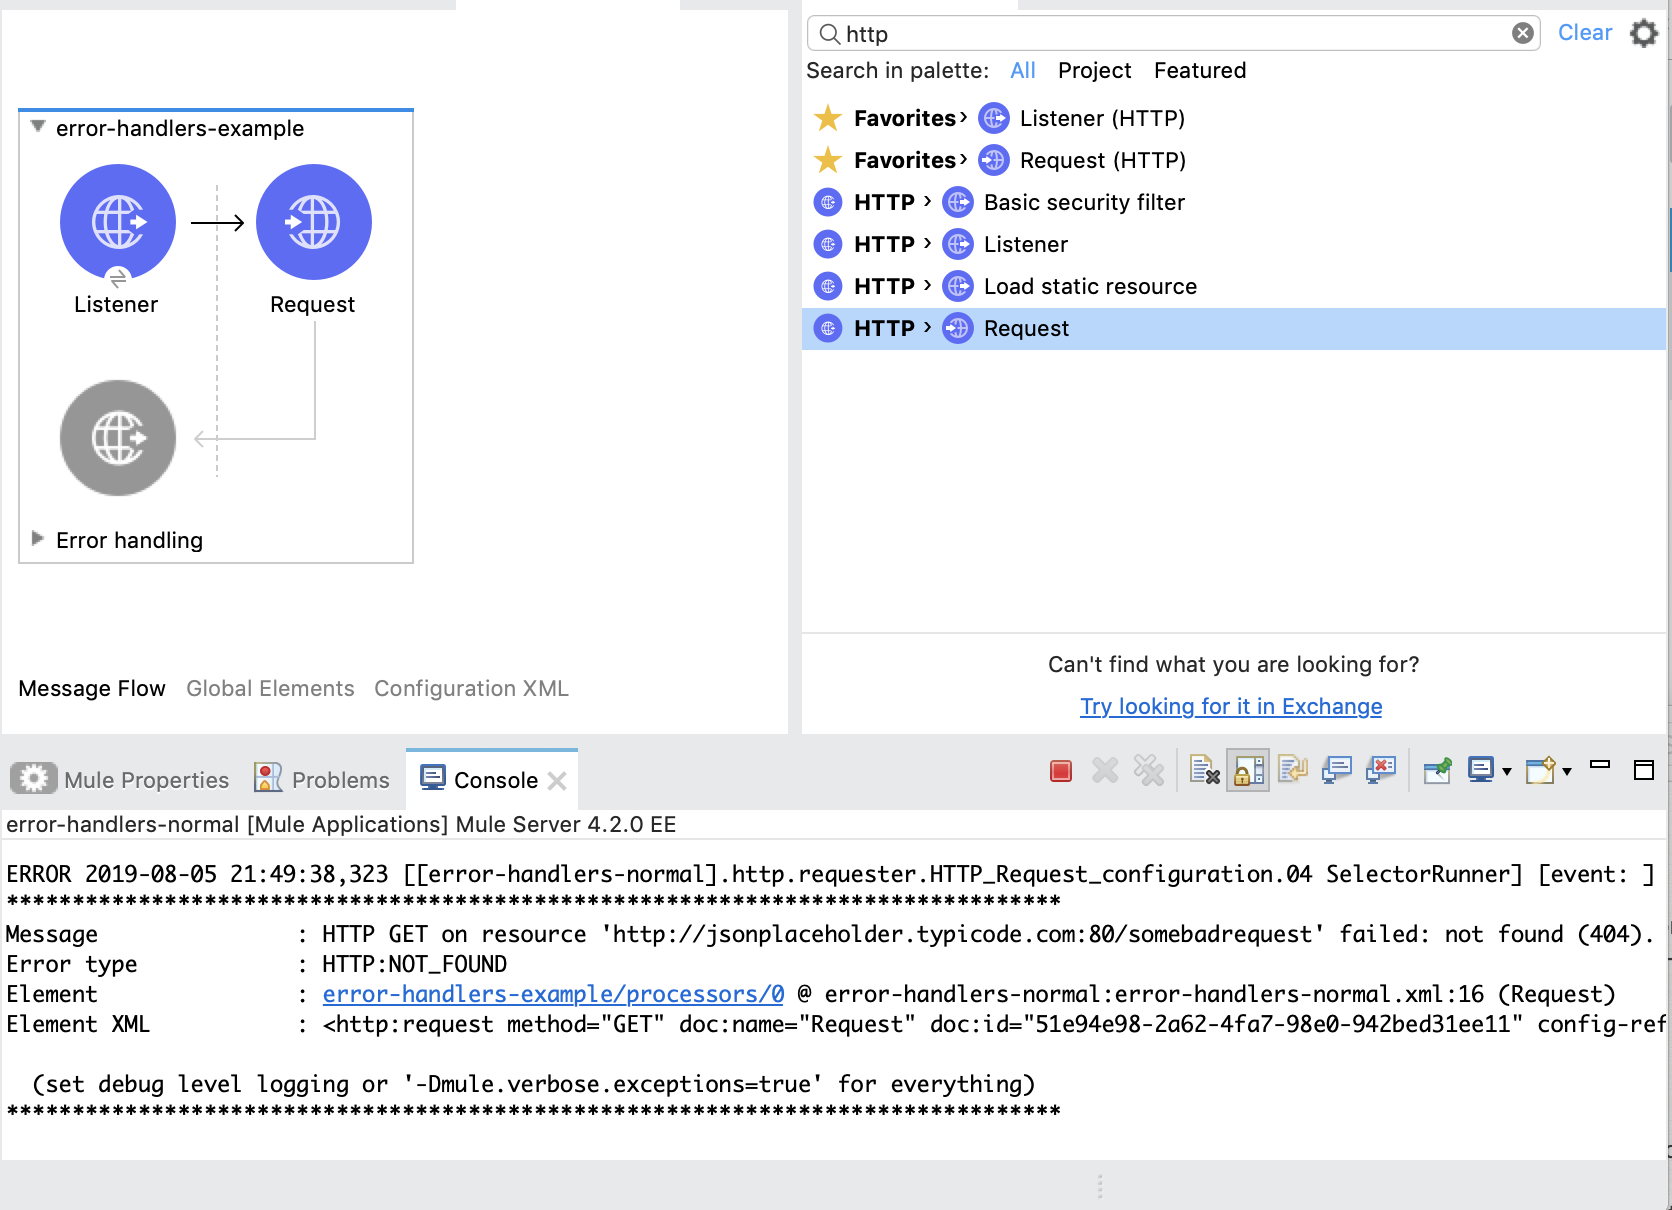 error-handlers-example
Listener
Request
Error handling
Message Flow Global Elements Configuration XML
http
Clear
Search in palette: All Project Featured
Favorites › Listener (HTTP)
Favorites › Request (HTTP)
HTTP › Basic security filter
HTTP › Listener
HTTP › Load static resource
HTTP › Request
Can't find what you are looking for?
Try looking for it in Exchange
Mule Properties Problems Console
error-handlers-normal [Mule Applications] Mule Server 4.2.0 EE
ERROR 2019-08-05 21:49:38,323 [[error-handlers-normal].http.requester.HTTP_Request_configuration.04 SelectorRunner] [event: ]
********************************************************************************
Message : HTTP GET on resource 'http://jsonplaceholder.typicode.com:80/somebadrequest' failed: not found (404).
Error type : HTTP:NOT_FOUND
Element : error-handlers-example/processors/0 @ error-handlers-normal:error-handlers-normal.xml:16 (Request)
Element XML : <http:request method="GET" doc:name="Request" doc:id="51e94e98-2a62-4fa7-98e0-942bed31ee11" config-ref
(set debug level logging or '-Dmule.verbose.exceptions=true' for everything)
********************************************************************************